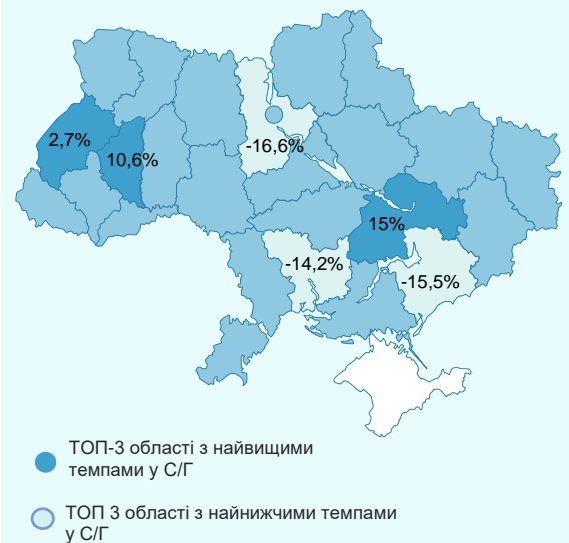 2,7%
10,6%
-16,6%
15%
-14,2%
-15,5%
ТОП-3 області з найвищими
темпами у С/Г
ТОП 3 області з найнижчими темпами
у С/Г